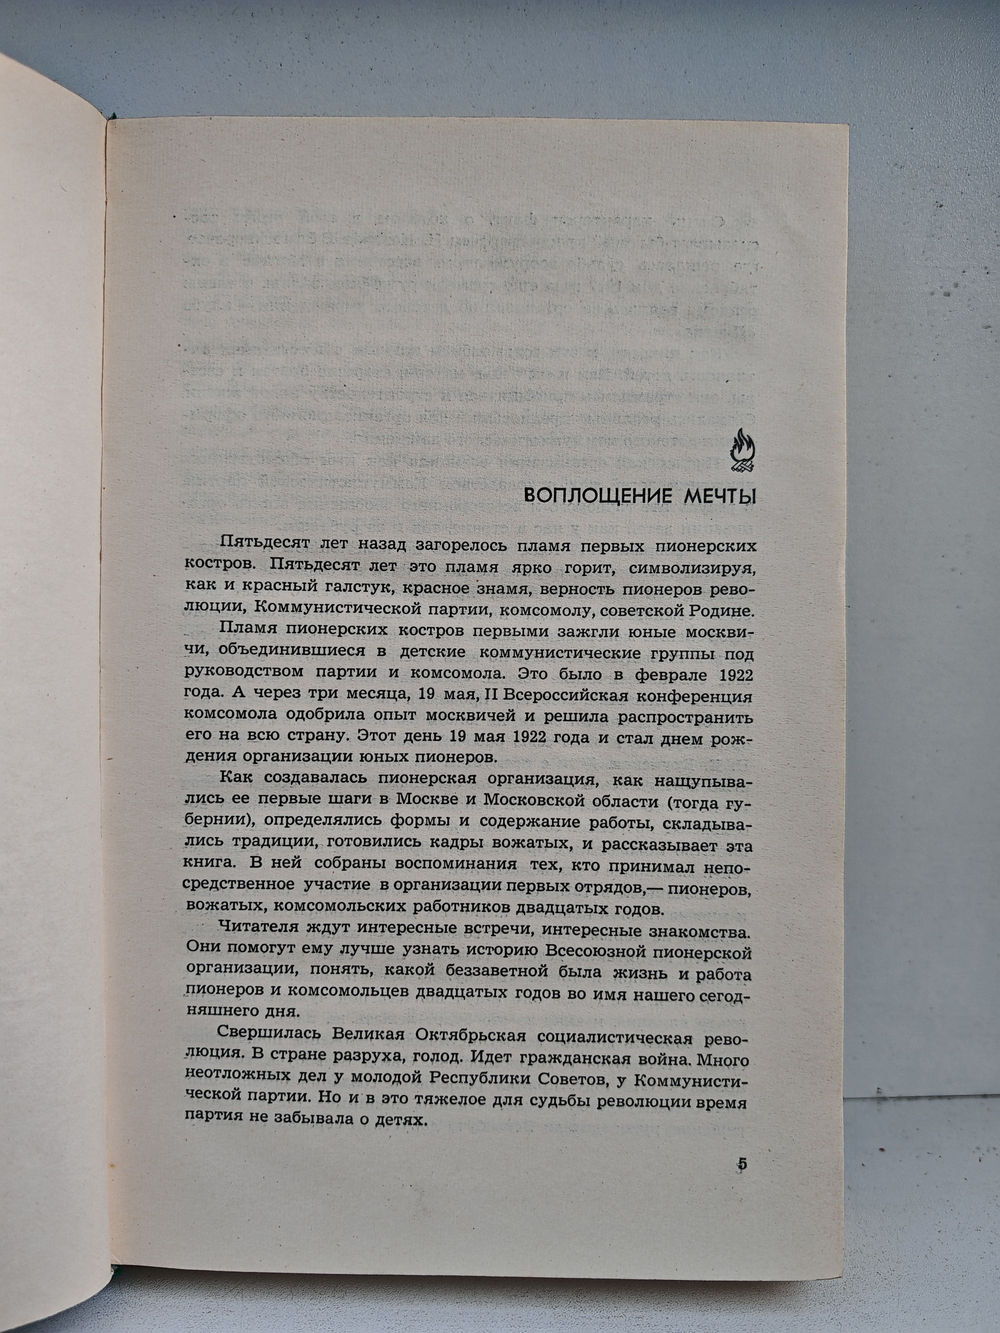 ВОПЛОЩЕНИЕ МЕЧТЫ
Пятьдесят лет назад загорелось пламя первых пионерских
костров. Пятьдесят лет это пламя ярко горит, символизируя,
как и красный галстук, красное знамя, верность пионеров рево-
люции, Коммунистической партии, комсомолу, советской Родине.
Пламя пионерских костров первыми зажгли юные москви-
чи, объединившиеся в детские коммунистические группы под
руководством партии и комсомола. Это было в феврале 1922
года. А через три месяца, 19 мая, II Всероссийская конференция
комсомола одобрила опыт москвичей и решила распространить
его на всю страну. Этот день 19 мая 1922 года и стал днем рож-
дения организации юных пионеров.
Как создавалась пионерская организация, как нащупыва-
лись ее первые шаги в Москве и Московской области (тогда гу-
бернии), определялись формы и содержание работы, складыва-
лись традиции, готовились кадры вожатых, и рассказывает эта
книга. В ней собраны воспоминания тех, кто принимал непо-
средственное участие в организации первых отрядов,— пионеров,
вожатых, комсомольских работников двадцатых годов.
Читателя ждут интересные встречи, интересные знакомства.
Они помогут ему лучше узнать историю Всесоюзной пионерской
организации, понять, какой беззаветной была жизнь и работа
пионеров и комсомольцев двадцатых годов во имя нашего сегод-
няшнего дня.
Свершилась Великая Октябрьская социалистическая рево-
люция. В стране разруха, голод. Идет гражданская война. Много
неотложных дел у молодой Республики Советов, у Коммунисти-
ческой партии. Но и в это тяжелое для судьбы революции время
партия не забывала о детях.
5